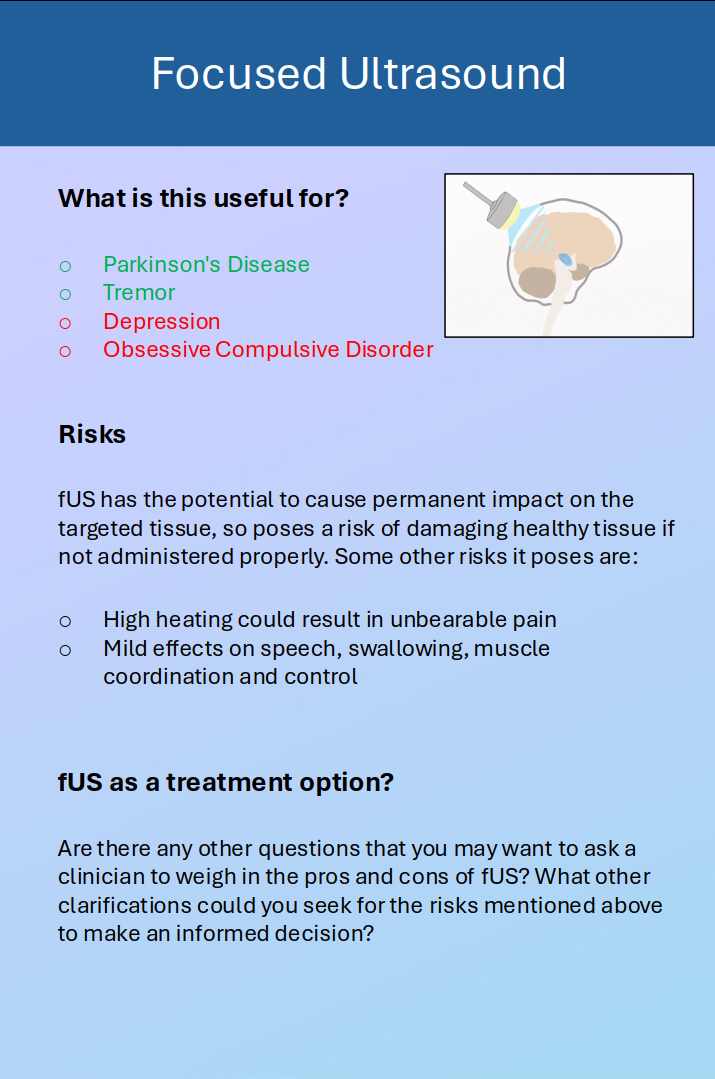 Focused Ultrasound
What is this useful for?
○ Parkinson's Disease
○ Tremor
○ Depression
○ Obsessive Compulsive Disorder
Risks
fUS has the potential to cause permanent impact on the
targeted tissue, so poses a risk of damaging healthy tissue if
not administered properly. Some other risks it poses are:
○ High heating could result in unbearable pain
○ Mild effects on speech, swallowing, muscle
coordination and control
fUS as a treatment option?
Are there any other questions that you may want to ask a
clinician to weigh in the pros and cons of fUS? What other
clarifications could you seek for the risks mentioned above
to make an informed decision?